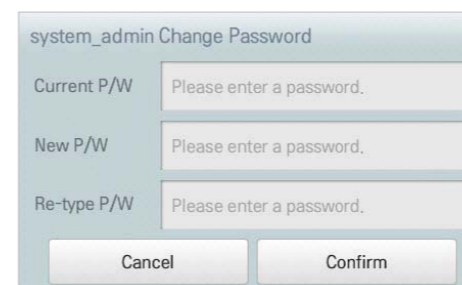 system_admin Change Password
Current P/W Please enter a password.
New P/W Please enter a password.
Re-type P/W Please enter a password.
Cancel Confirm